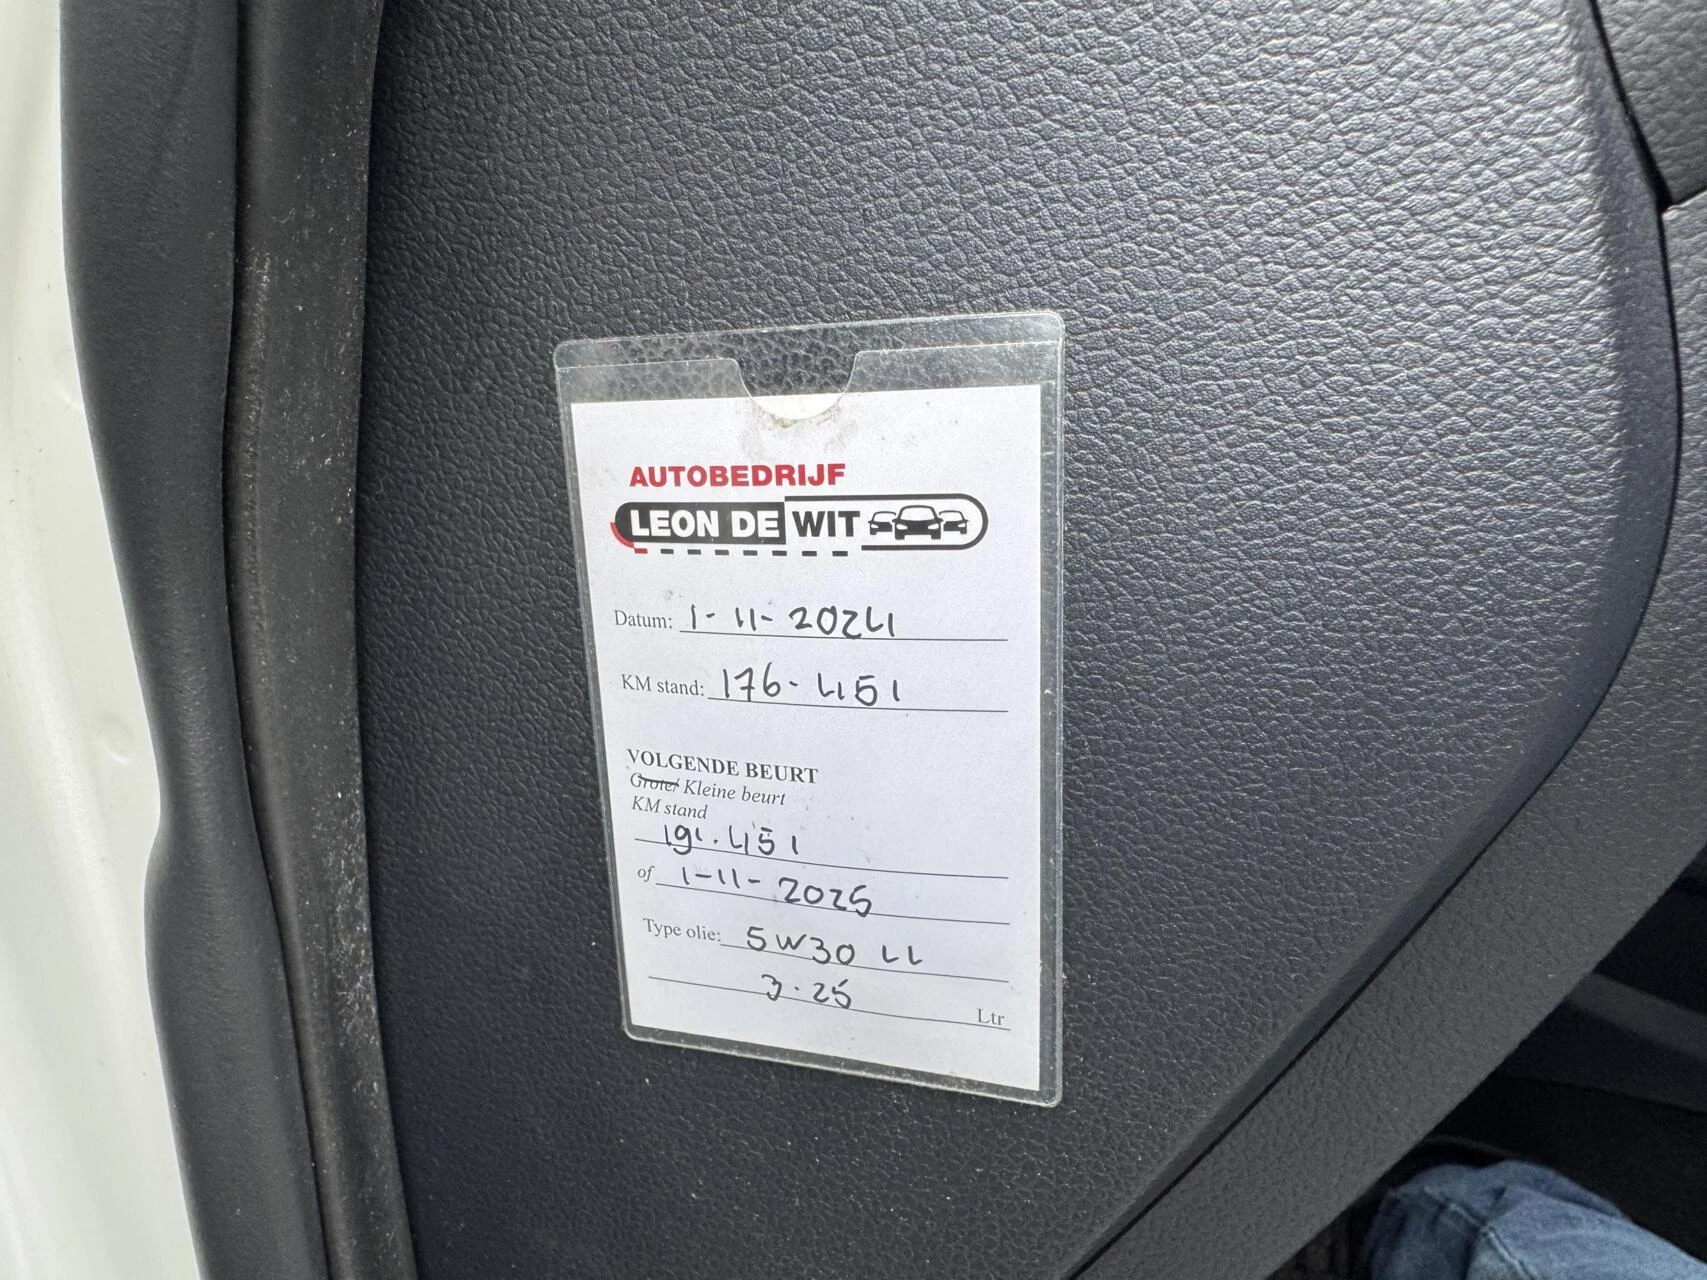 AUTOBEDRIJF
LEON DE WIT
Datum: 1-11-2024
KM stand: 176-451
VOLGENDE BEURT
Grote/ Kleine beurt
KM stand
191.451
of 1-11-2025
Type olie: 5W30 LL
3.25 Ltr